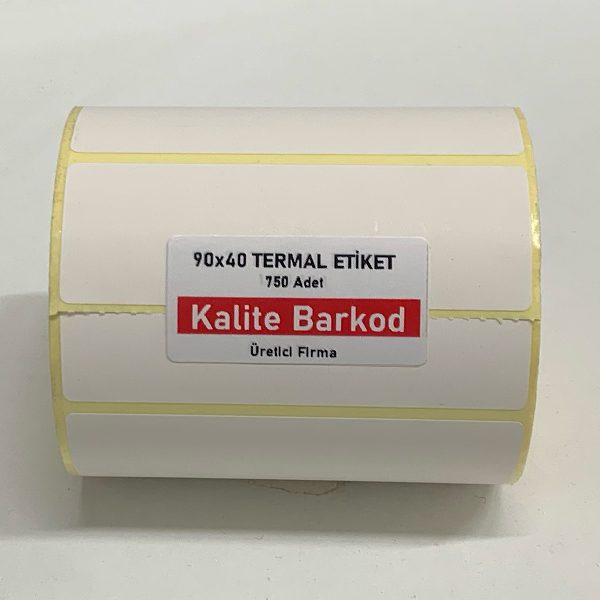 90x40 TERMAL ETİKET
750 Adet
Kalite Barkod
Üretici Firma